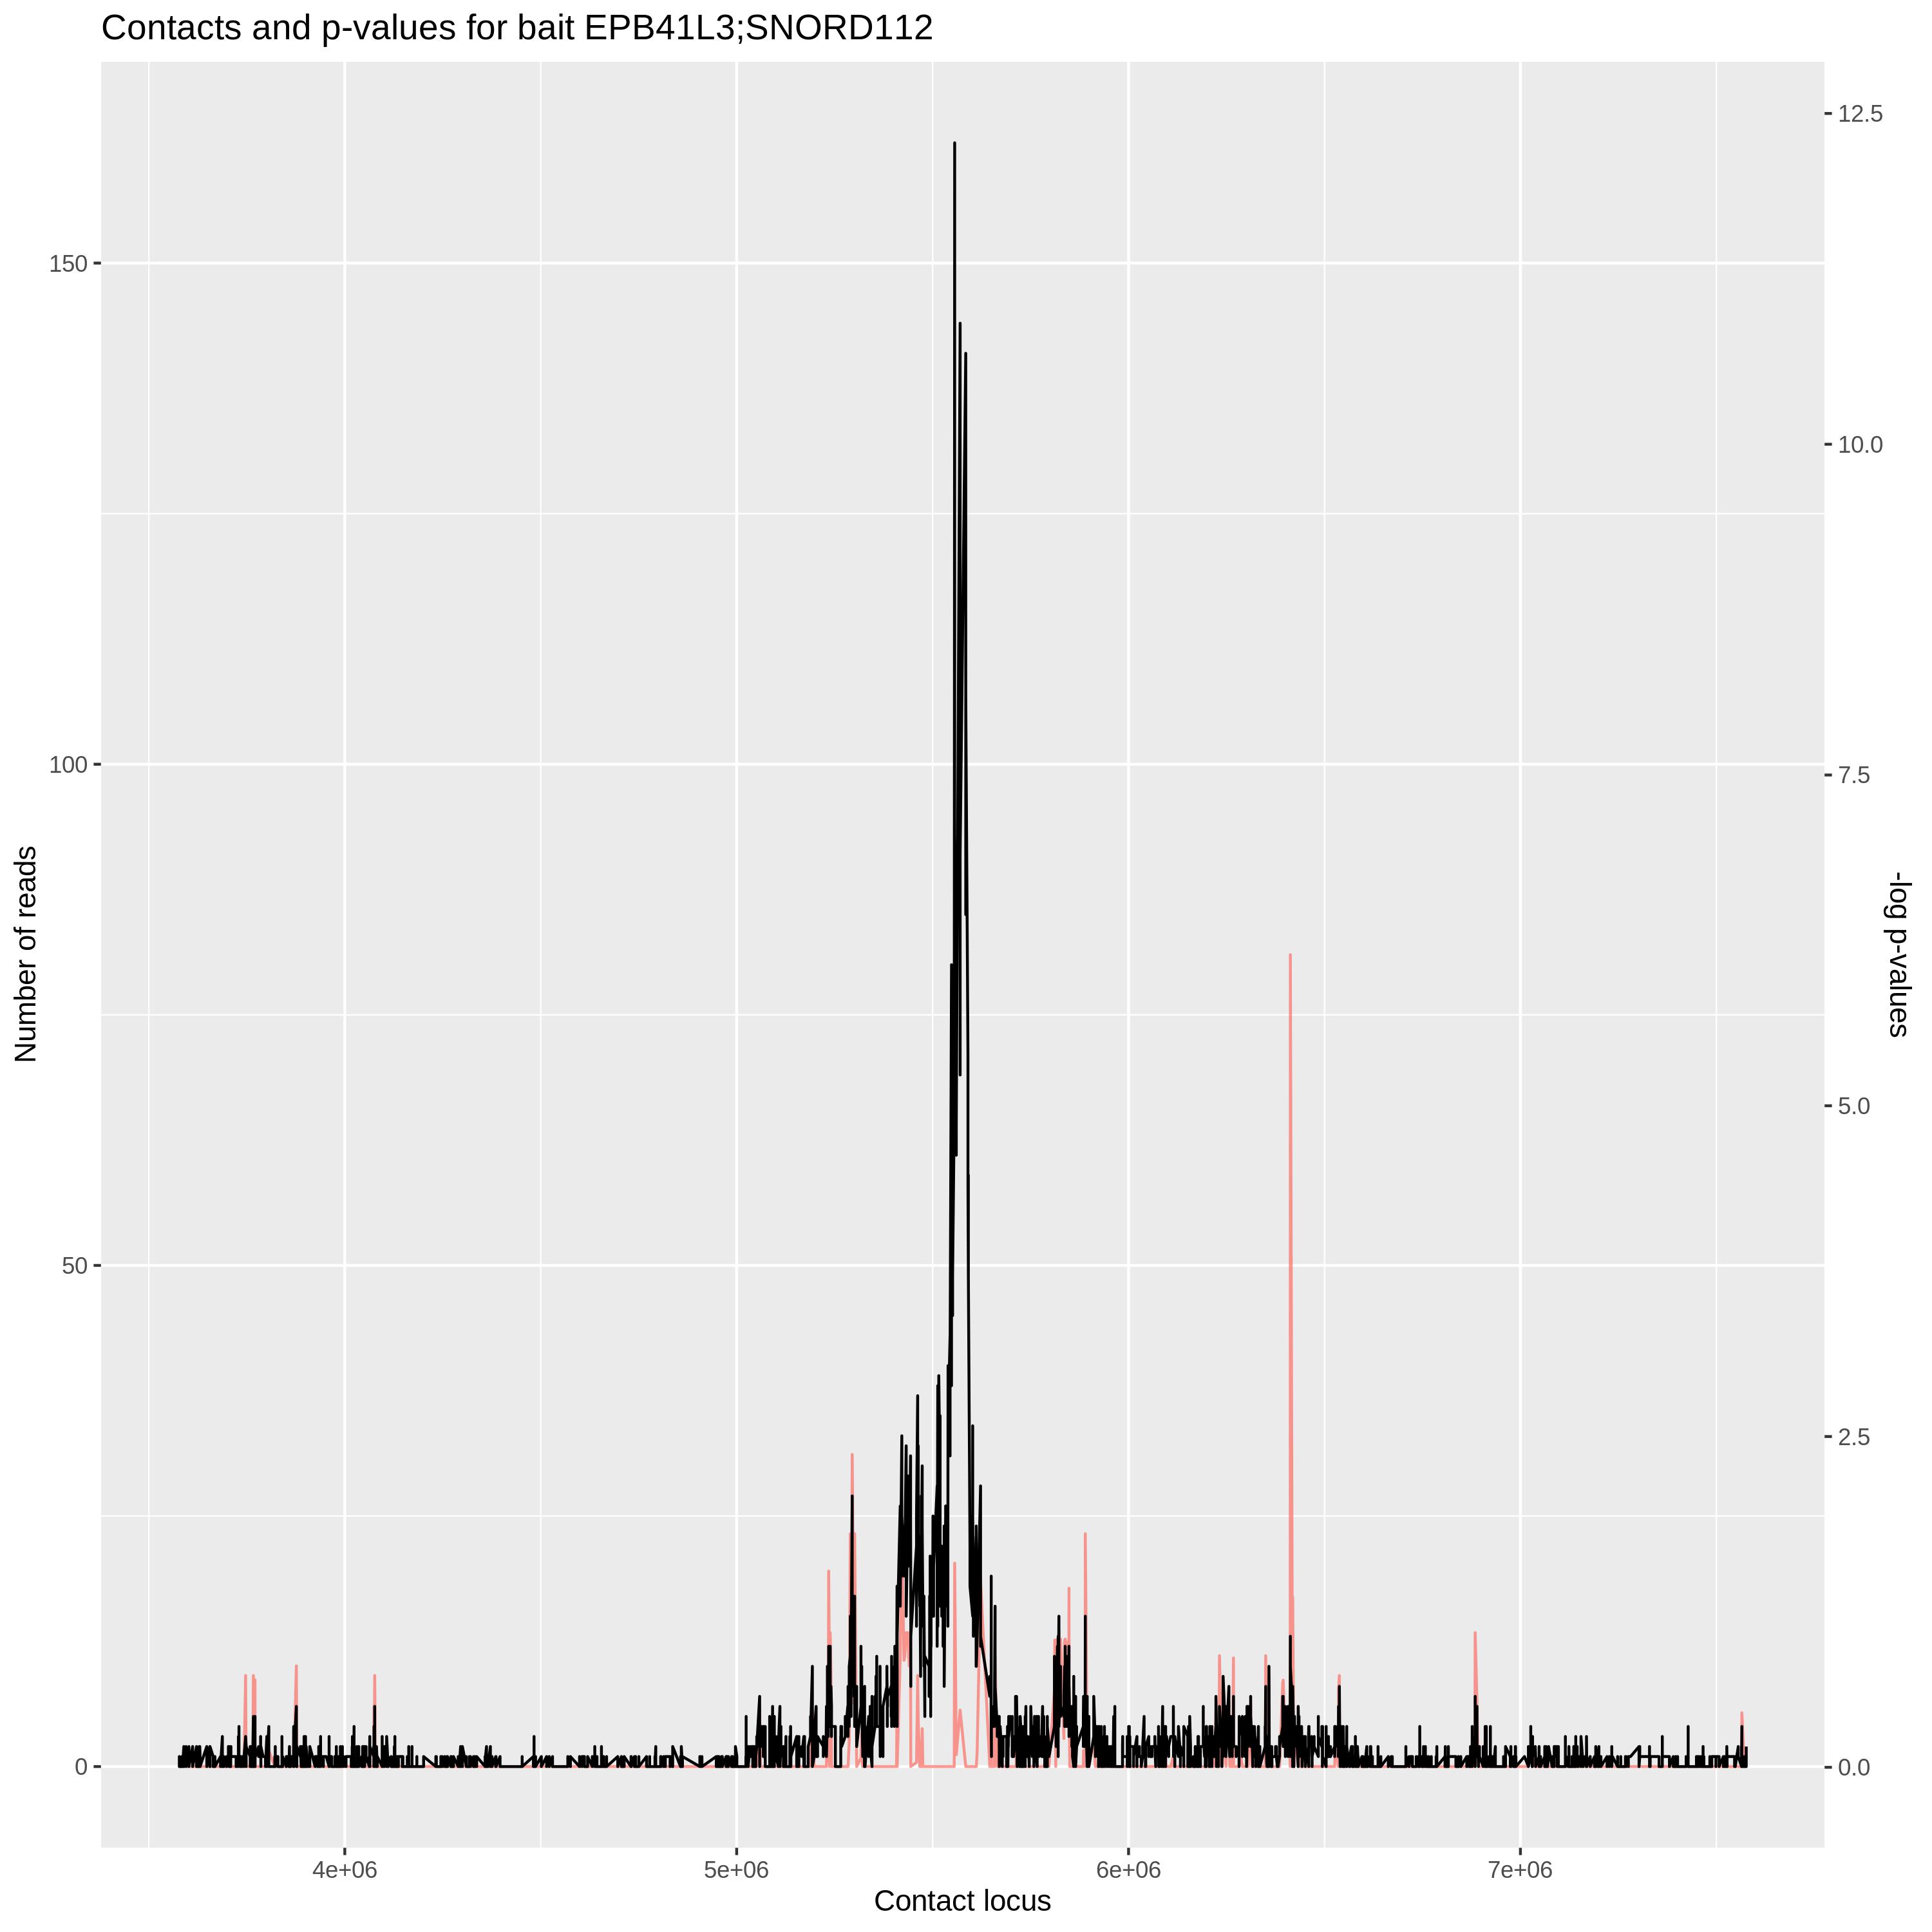 Contacts and p-values for bait EPB41L3;SNORD112
150
100
50
0
12.5
10.0
7.5
5.0
2.5
0.0
Number of reads
-log p-values
4e+06
5e+06
6e+06
7e+06
Contact locus